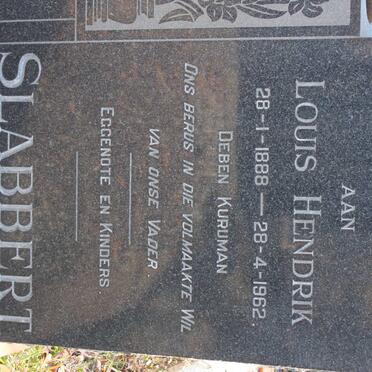 AAN
LOUIS HENDRIK
28-1-1888 — 28-4-1962.
DEBEN KURUMAN
ONS BERUS IN DIE VOLMAAKTE WIL
VAN ONSE VADER
EGGENOTE EN KINDERS.
SLABBERT